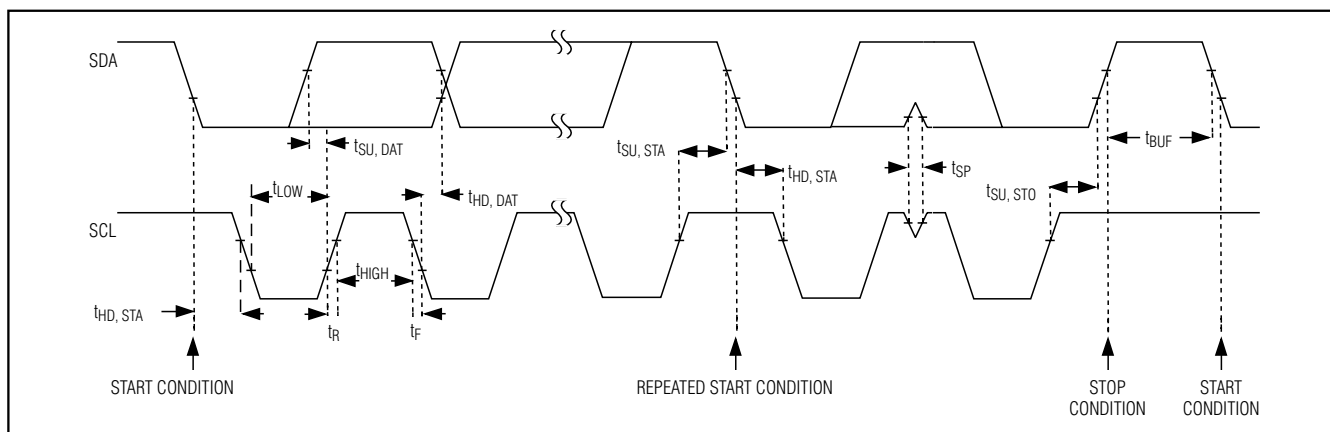 SDA
tSU, DAT
tSU, STA
tBUF
tLOW
tHD, DAT
tHD, STA
tSP
tSU, STO
SCL
tHIGH
tHD, STA
tR
tF
START CONDITION
REPEATED START CONDITION
STOP
CONDITION
START
CONDITION